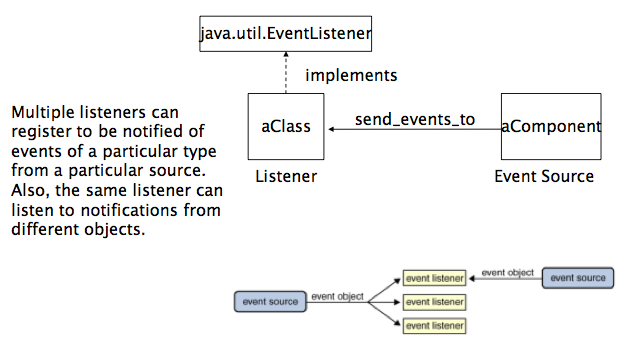 java.util.EventListener
implements
Multiple listeners can
register to be notified of
events of a particular type
from a particular source.
Also, the same listener can
listen to notifications from
different objects.
aClass
send_events_to
aComponent
Listener
Event Source
event source
event object
event listener
event listener
event listener
event object
event source